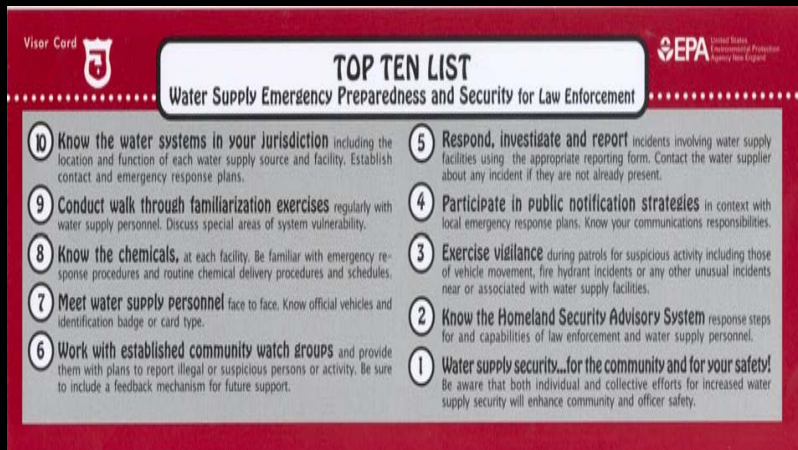 Visor Card
TOP TEN LIST
Water Supply Emergency Preparedness and Security for Law Enforcement
EPA
United States
Environmental Protection
Agency New England
10 Know the water systems in your jurisdiction including the
location and function of each water supply source and facility. Establish
contact and emergency response plans.
9 Conduct walk through familiarization exercises regularly with
water supply personnel. Discuss special areas of system vulnerability.
8 Know the chemicals, at each facility. Be familiar with emergency re-
sponse procedures and routine chemical delivery procedures and schedules.
7 Meet water supply personnel face to face. Know official vehicles and
identification badge or card type.
6 Work with established community watch groups and provide
them with plans to report illegal or suspicious persons or activity. Be sure
to include a feedback mechanism for future support.
5 Respond, investigate and report incidents involving water supply
facilities using the appropriate reporting form. Contact the water supplier
about any incident if they are not already present.
4 Participate in public notification strategies in context with
local emergency response plans. Know your communications responsibilities.
3 Exercise vigilance during patrols for suspicious activity including those
of vehicle movement, fire hydrant incidents or any other unusual incidents
near or associated with water supply facilities.
2 Know the Homeland Security Advisory System response steps
for and capabilities of law enforcement and water supply personnel.
1 Water supply security...for the community and for your safety!
Be aware that both individual and collective efforts for increased water
supply security will enhance community and officer safety.